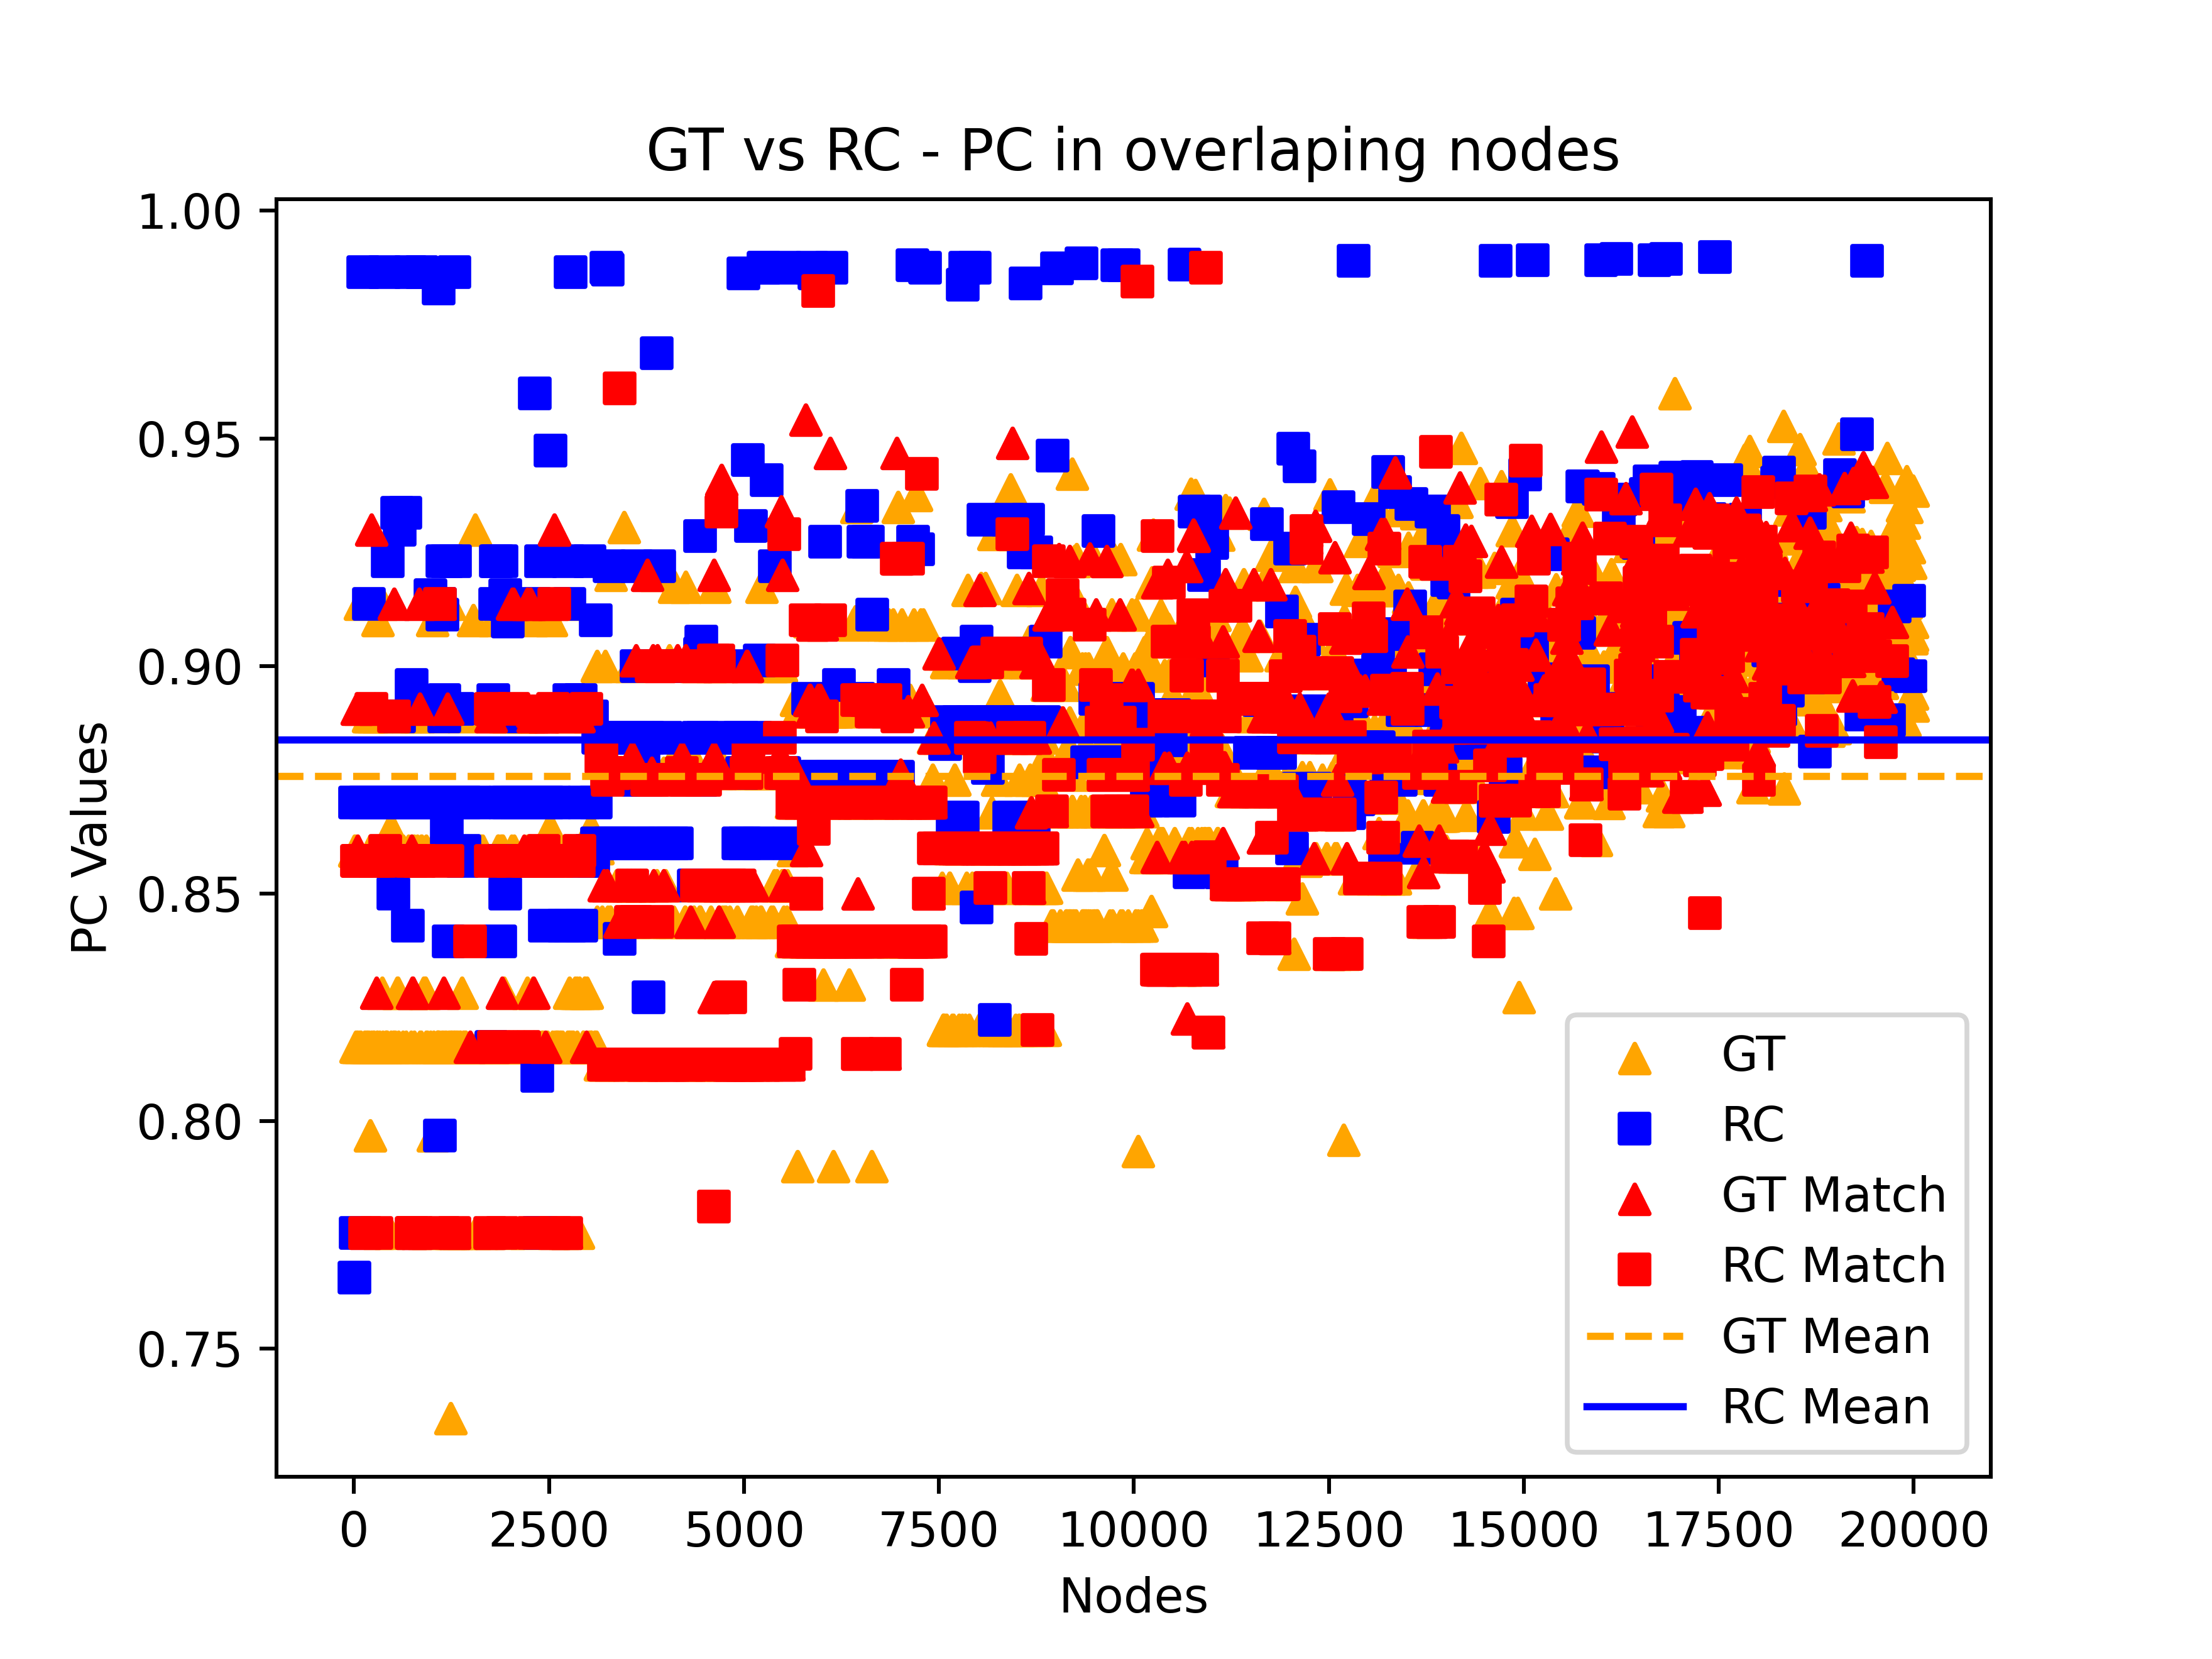 GT vs RC - PC in overlaping nodes
1.00
0.95
0.90
0.85
0.80
0.75
PC Values
0 2500 5000 7500 10000 12500 15000 17500 20000
Nodes
GT
RC
GT Match
RC Match
GT Mean
RC Mean